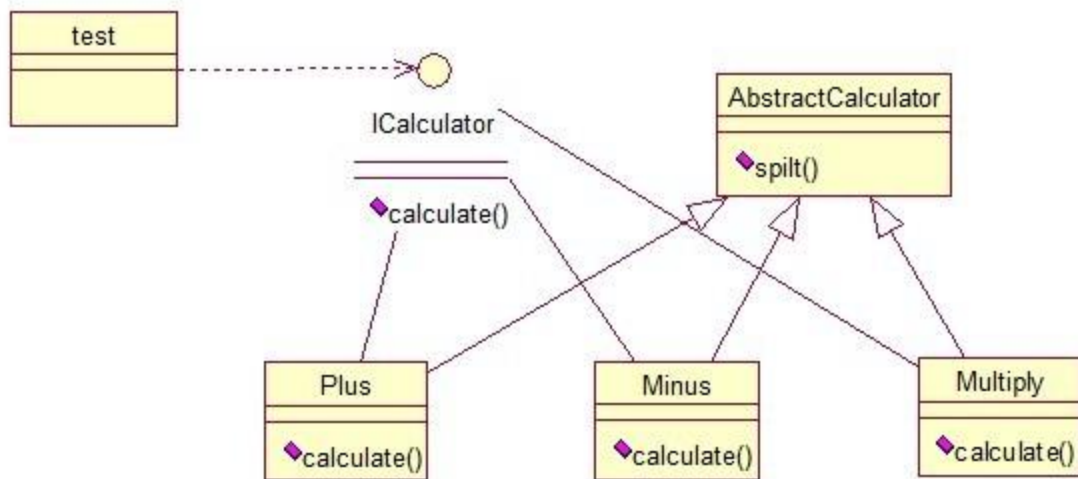 test
ICalculator
calculate()
AbstractCalculator
spilt()
Plus
calculate()
Minus
calculate()
Multiply
calculate()